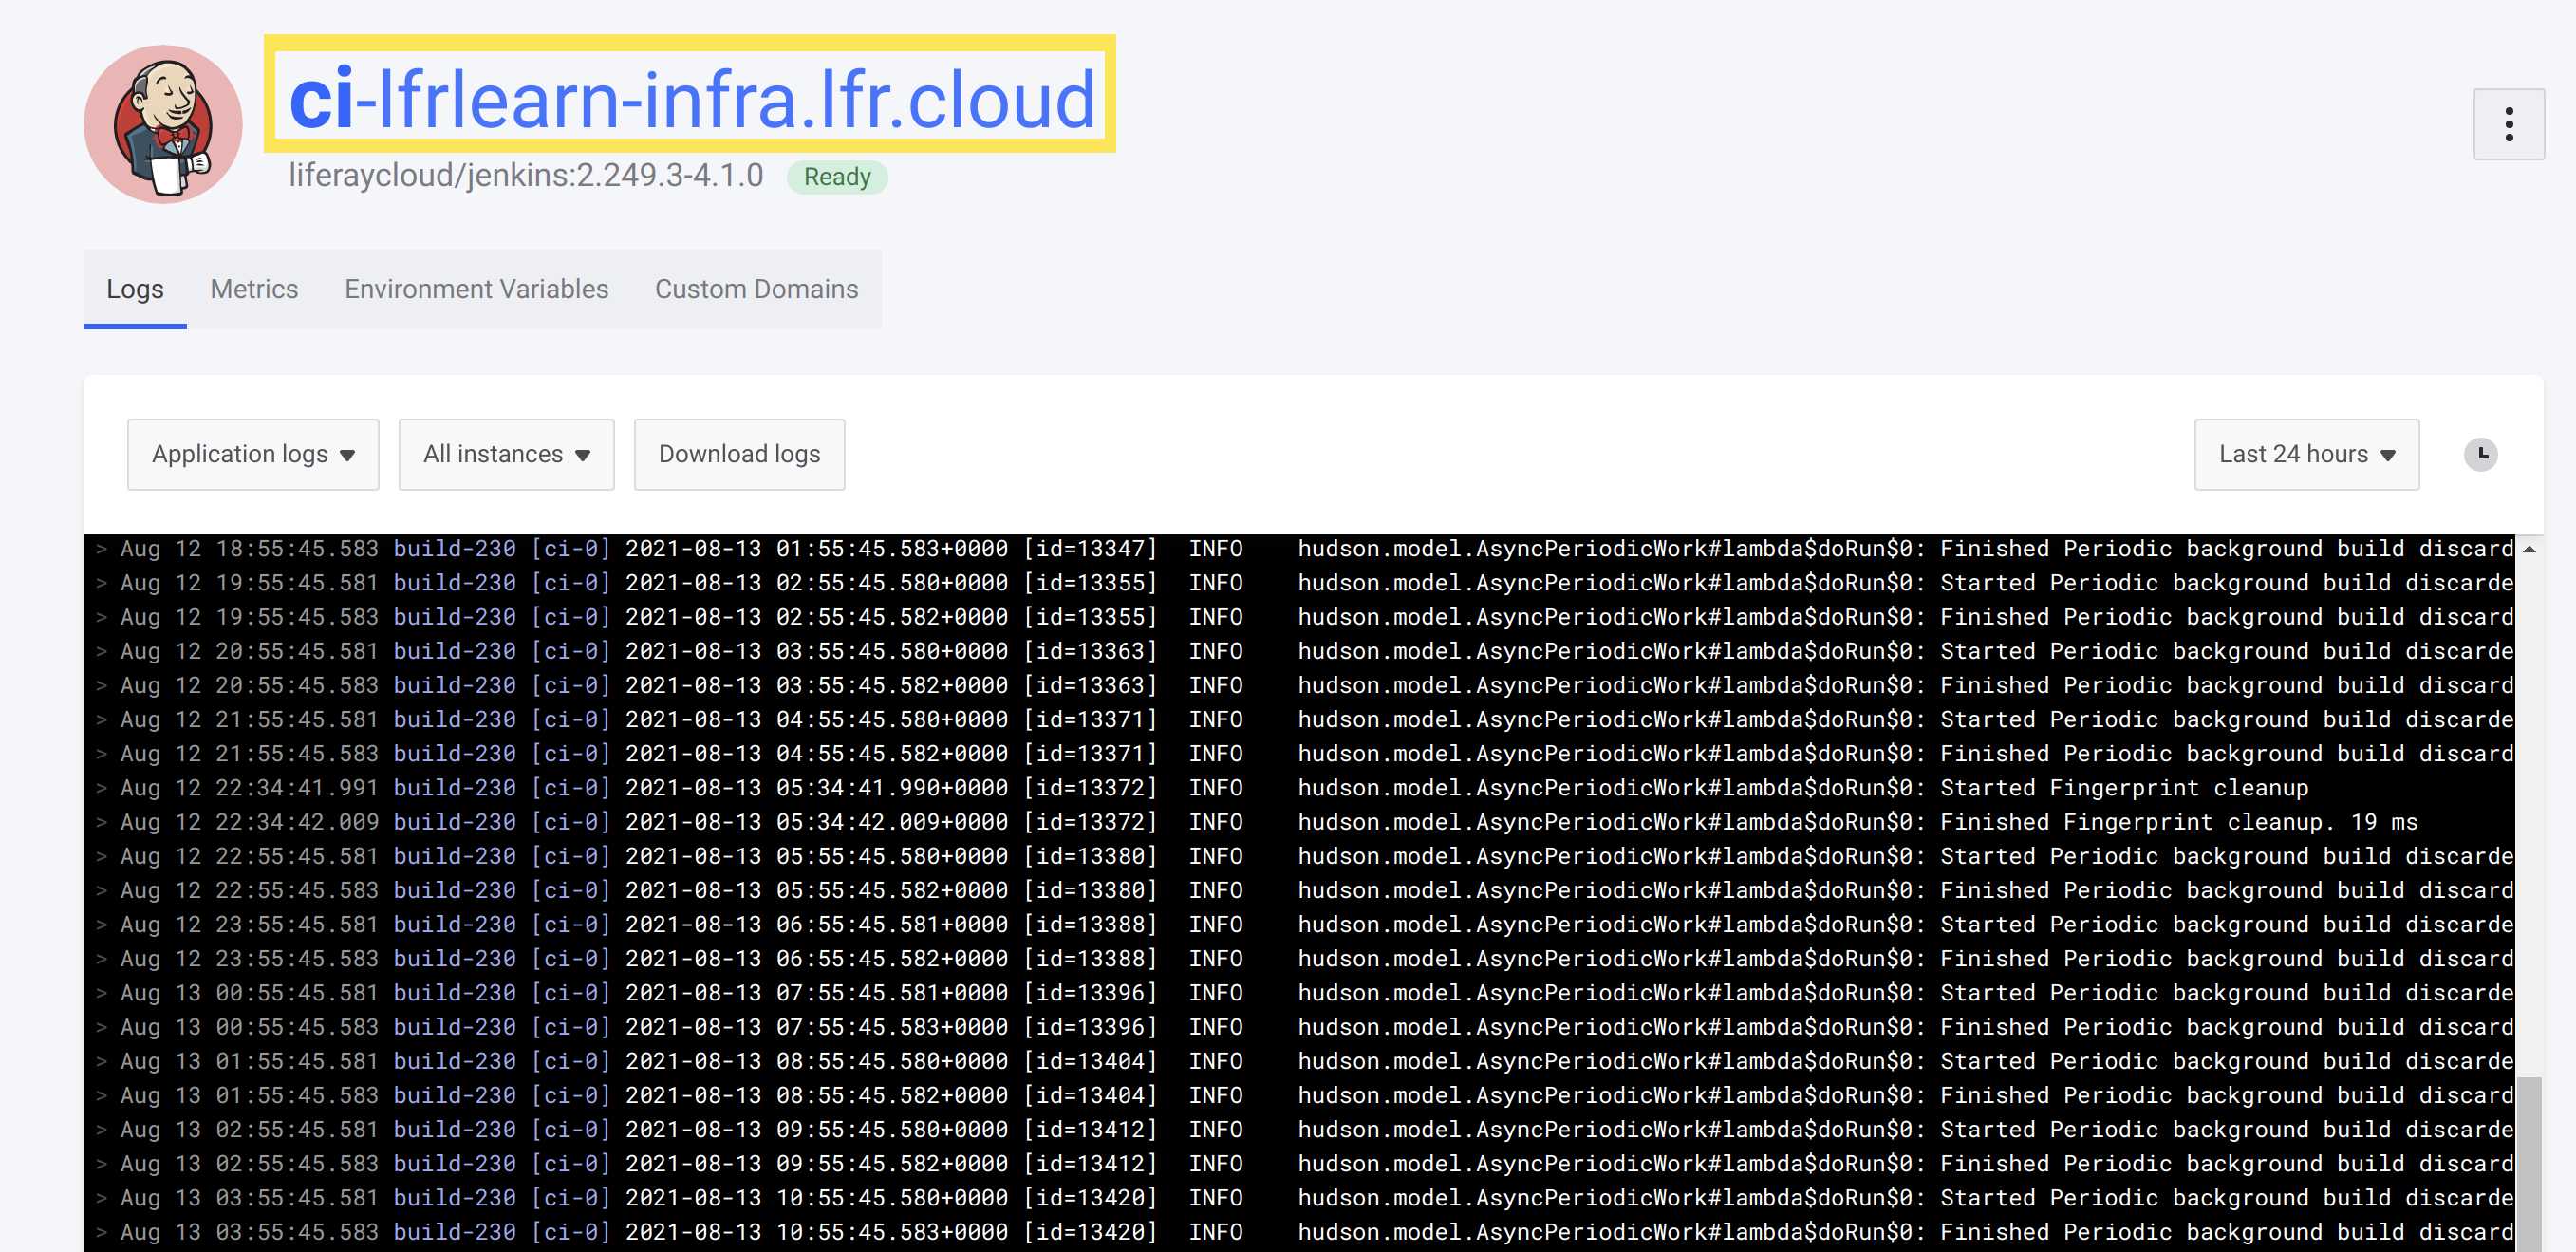 ci-lfrlearn-infra.lfr.cloud
liferaycloud/jenkins:2.249.3-4.1.0 Ready
Logs Metrics Environment Variables Custom Domains
Application logs All instances Download logs Last 24 hours
> Aug 12 18:55:45.583 build-230 [ci-0] 2021-08-13 01:55:45.583+0000 [id=13347] INFO hudson.model.AsyncPeriodicWork#lambda$doRun$0: Finished Periodic background build discard
> Aug 12 19:55:45.581 build-230 [ci-0] 2021-08-13 02:55:45.580+0000 [id=13355] INFO hudson.model.AsyncPeriodicWork#lambda$doRun$0: Started Periodic background build discarde
> Aug 12 19:55:45.583 build-230 [ci-0] 2021-08-13 02:55:45.582+0000 [id=13355] INFO hudson.model.AsyncPeriodicWork#lambda$doRun$0: Finished Periodic background build discard
> Aug 12 20:55:45.581 build-230 [ci-0] 2021-08-13 03:55:45.580+0000 [id=13363] INFO hudson.model.AsyncPeriodicWork#lambda$doRun$0: Started Periodic background build discarde
> Aug 12 20:55:45.583 build-230 [ci-0] 2021-08-13 03:55:45.582+0000 [id=13363] INFO hudson.model.AsyncPeriodicWork#lambda$doRun$0: Finished Periodic background build discard
> Aug 12 21:55:45.581 build-230 [ci-0] 2021-08-13 04:55:45.580+0000 [id=13371] INFO hudson.model.AsyncPeriodicWork#lambda$doRun$0: Started Periodic background build discarde
> Aug 12 21:55:45.583 build-230 [ci-0] 2021-08-13 04:55:45.582+0000 [id=13371] INFO hudson.model.AsyncPeriodicWork#lambda$doRun$0: Finished Periodic background build discard
> Aug 12 22:34:41.991 build-230 [ci-0] 2021-08-13 05:34:41.990+0000 [id=13372] INFO hudson.model.AsyncPeriodicWork#lambda$doRun$0: Started Fingerprint cleanup
> Aug 12 22:34:42.009 build-230 [ci-0] 2021-08-13 05:34:42.009+0000 [id=13372] INFO hudson.model.AsyncPeriodicWork#lambda$doRun$0: Finished Fingerprint cleanup. 19 ms
> Aug 12 22:55:45.581 build-230 [ci-0] 2021-08-13 05:55:45.580+0000 [id=13380] INFO hudson.model.AsyncPeriodicWork#lambda$doRun$0: Started Periodic background build discarde
> Aug 12 22:55:45.583 build-230 [ci-0] 2021-08-13 05:55:45.582+0000 [id=13380] INFO hudson.model.AsyncPeriodicWork#lambda$doRun$0: Finished Periodic background build discard
> Aug 12 23:55:45.581 build-230 [ci-0] 2021-08-13 06:55:45.581+0000 [id=13388] INFO hudson.model.AsyncPeriodicWork#lambda$doRun$0: Started Periodic background build discarde
> Aug 12 23:55:45.583 build-230 [ci-0] 2021-08-13 06:55:45.582+0000 [id=13388] INFO hudson.model.AsyncPeriodicWork#lambda$doRun$0: Finished Periodic background build discard
> Aug 13 00:55:45.581 build-230 [ci-0] 2021-08-13 07:55:45.581+0000 [id=13396] INFO hudson.model.AsyncPeriodicWork#lambda$doRun$0: Started Periodic background build discarde
> Aug 13 00:55:45.583 build-230 [ci-0] 2021-08-13 07:55:45.583+0000 [id=13396] INFO hudson.model.AsyncPeriodicWork#lambda$doRun$0: Finished Periodic background build discard
> Aug 13 01:55:45.581 build-230 [ci-0] 2021-08-13 08:55:45.580+0000 [id=13404] INFO hudson.model.AsyncPeriodicWork#lambda$doRun$0: Started Periodic background build discarde
> Aug 13 01:55:45.583 build-230 [ci-0] 2021-08-13 08:55:45.582+0000 [id=13404] INFO hudson.model.AsyncPeriodicWork#lambda$doRun$0: Finished Periodic background build discard
> Aug 13 02:55:45.581 build-230 [ci-0] 2021-08-13 09:55:45.580+0000 [id=13412] INFO hudson.model.AsyncPeriodicWork#lambda$doRun$0: Started Periodic background build discarde
> Aug 13 02:55:45.583 build-230 [ci-0] 2021-08-13 09:55:45.582+0000 [id=13412] INFO hudson.model.AsyncPeriodicWork#lambda$doRun$0: Finished Periodic background build discard
> Aug 13 03:55:45.581 build-230 [ci-0] 2021-08-13 10:55:45.580+0000 [id=13420] INFO hudson.model.AsyncPeriodicWork#lambda$doRun$0: Started Periodic background build discarde
> Aug 13 03:55:45.583 build-230 [ci-0] 2021-08-13 10:55:45.583+0000 [id=13420] INFO hudson.model.AsyncPeriodicWork#lambda$doRun$0: Finished Periodic background build discard